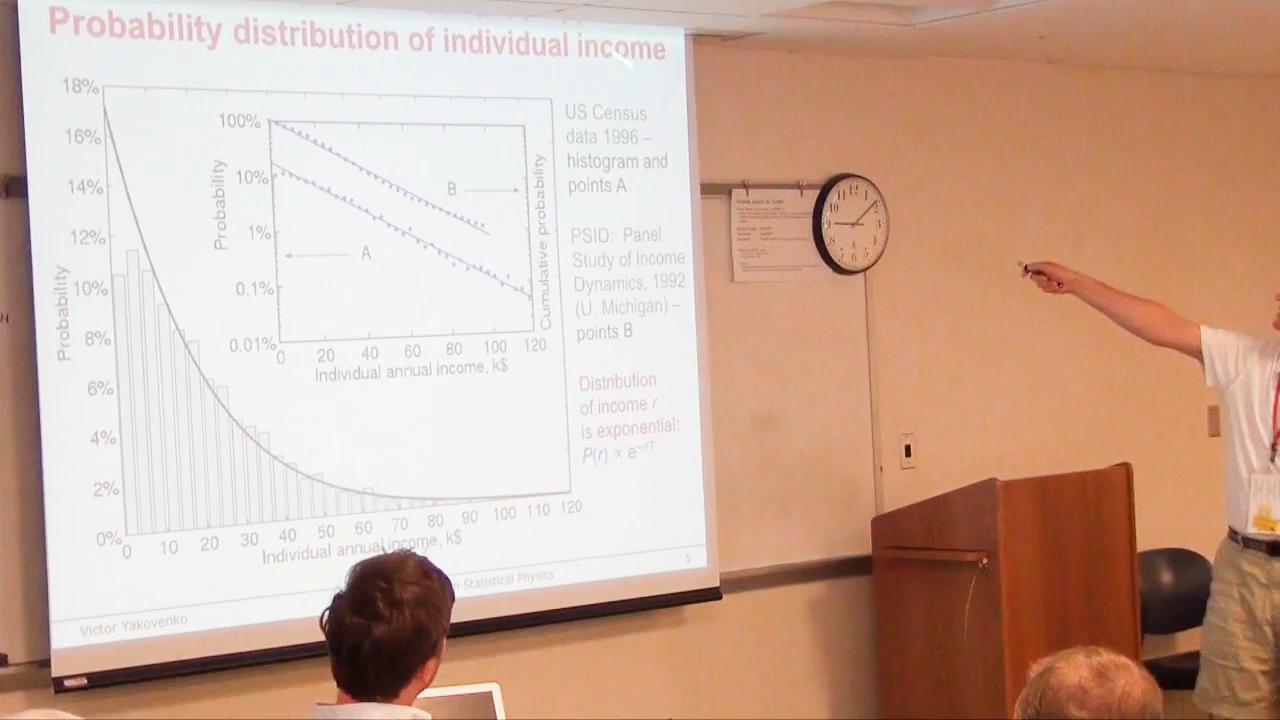 Probability distribution of individual income
18%
16%
14%
12%
10%
8%
6%
4%
2%
0%
Probability
0 10 20 30 40 50 60 70 80 90 100 110 120
Individual annual income, k$
100%
10%
1%
0.1%
0.01%
Probability
B
A
Cumulative probability
0 20 40 60 80 100 120
Individual annual income, k$
US Census
data 1996 –
histogram and
points A
PSID: Panel
Study of Income
Dynamics, 1992
(U. Michigan) –
points B
Distribution
of income r
is exponential:
P(r) ∝ e⁻ʳ/ᵀ
Victor Yakovenko
Statistical Physics
5